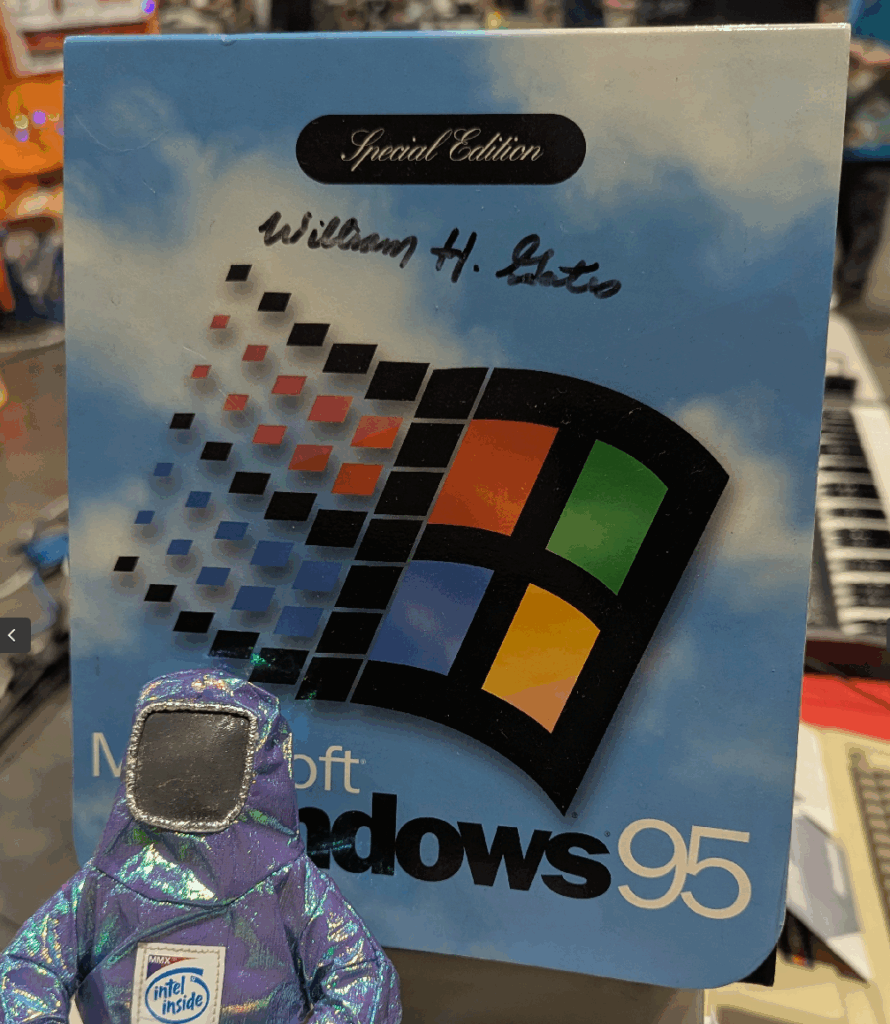 Special Edition
William H. Gates
M oft
ndows 95
MMX
intel
inside